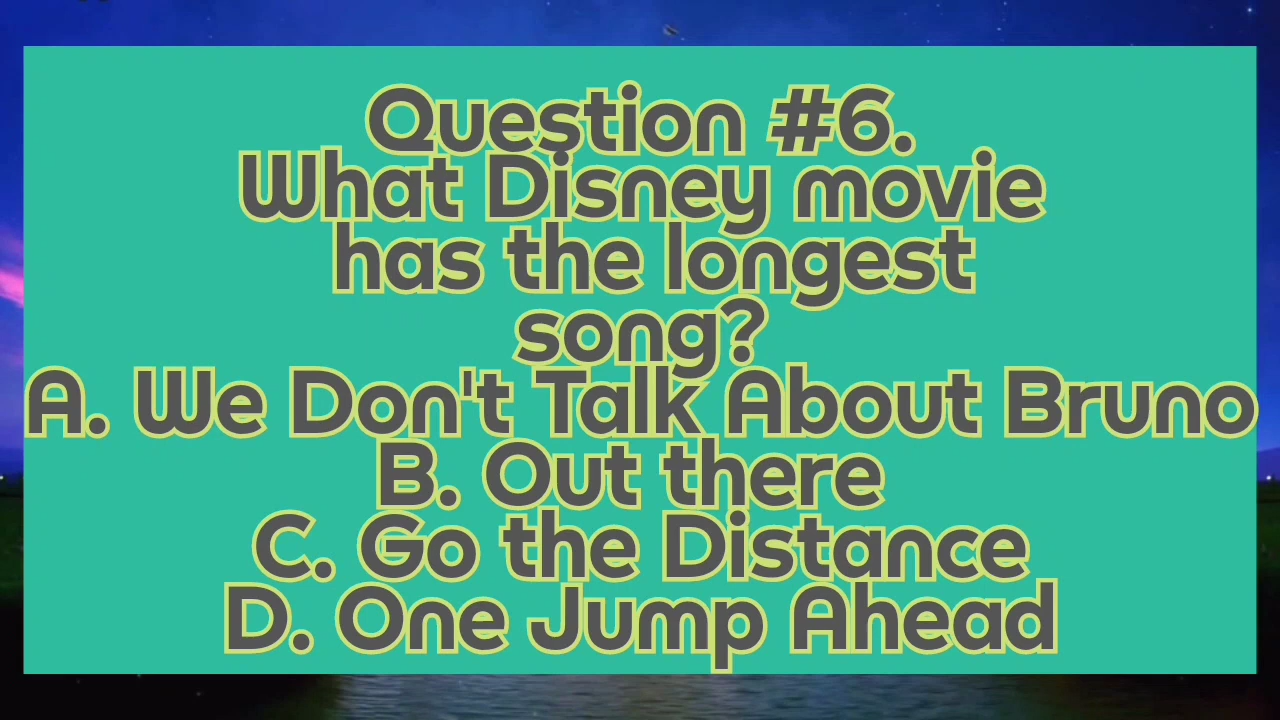 Question #6.
What Disney movie
has the longest
song?
A. We Don't Talk About Bruno
B. Out there
C. Go the Distance
D. One Jump Ahead